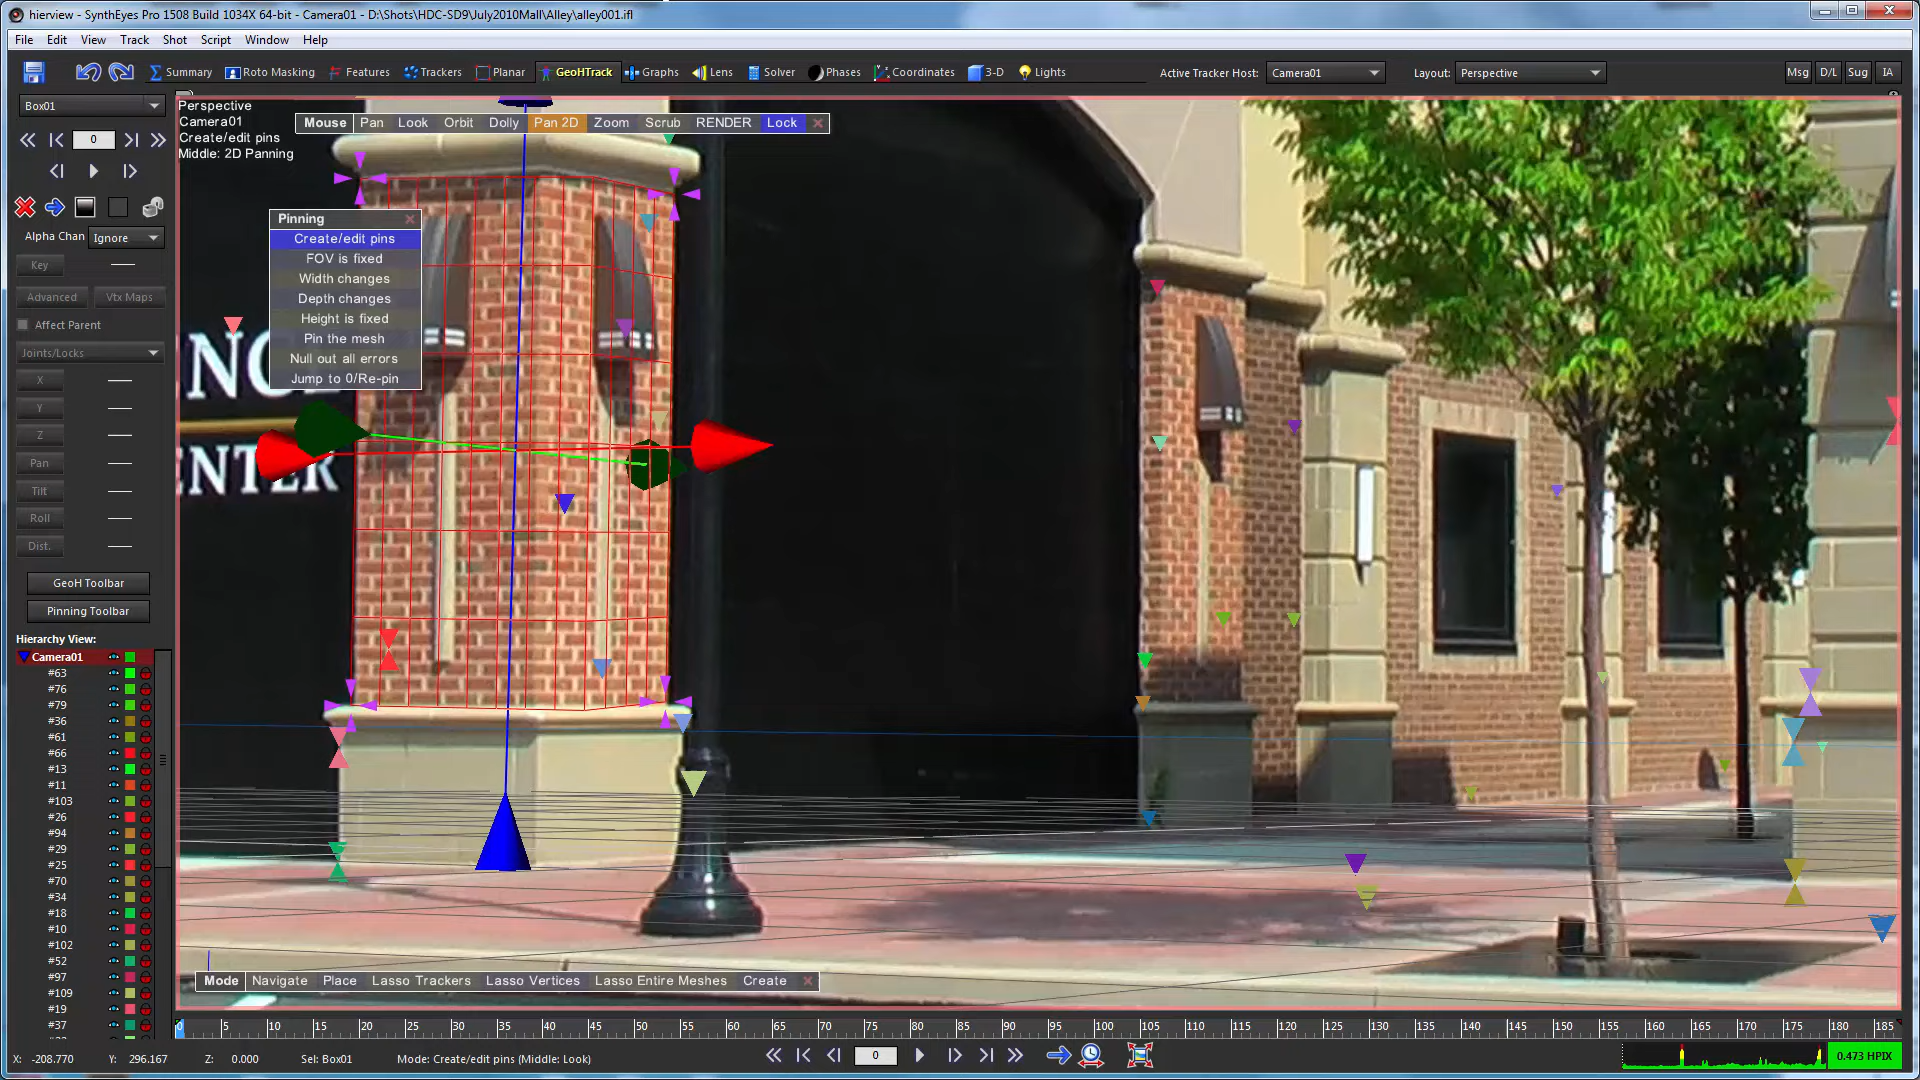 hierview - SynthEyes Pro 1508 Build 1034X 64-bit - Camera01 - D:\Shots\HDC-SD9\July2010Mall\Alley\alley001.ifl
File Edit View Track Shot Script Window Help
Summary Roto Masking Features Trackers Planar GeoHTrack Graphs Lens Solver Phases Coordinates 3-D Lights Active Tracker Host: Camera01 Layout: Perspective Msg D/L Sug IA
Box01
0
Alpha Chan Ignore
Key
Advanced Vtx Maps
Affect Parent
Joints/Locks
X
Y
Z
Pan
Tilt
Roll
Dist.
GeoH Toolbar
Pinning Toolbar
Hierarchy View:
Camera01
#63
#76
#79
#36
#61
#66
#13
#11
#103
#26
#94
#29
#25
#70
#34
#18
#10
#102
#52
#97
#109
#19
#37
Perspective
Camera01
Create/edit pins
Middle: 2D Panning
Mouse Pan Look Orbit Dolly Pan 2D Zoom Scrub RENDER Lock
Pinning
Create/edit pins
FOV is fixed
Width changes
Depth changes
Height is fixed
Pin the mesh
Null out all errors
Jump to 0/Re-pin
NC
ENTER
Mode Navigate Place Lasso Trackers Lasso Vertices Lasso Entire Meshes Create
0 5 10 15 20 25 30 35 40 45 50 55 60 65 70 75 80 85 90 95 100 105 110 115 120 125 130 135 140 145 150 155 160 165 170 175 180 185
X: -208.770 Y: 296.167 Z: 0.000 Sel: Box01 Mode: Create/edit pins (Middle: Look) 0 0.473 HPIX